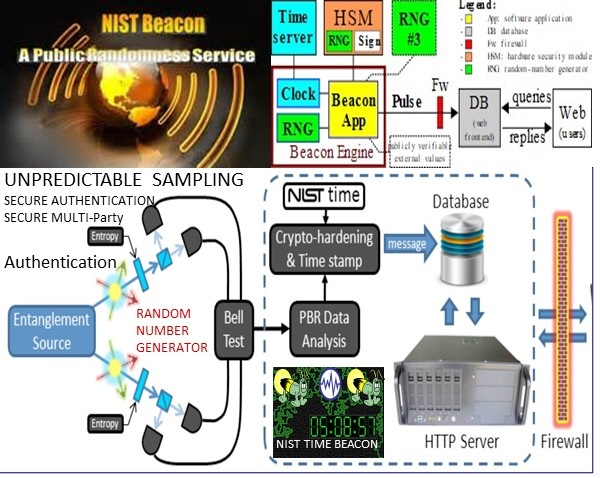 NIST Beacon
A Public Randomness Service
Time
server
HSM
RNG
Sign
RNG
#3
Clock
RNG
Beacon
App
Beacon Engine
Pulse
Fw
publicly verifiable
external values
DB
(web
frontend)
queries
replies
Web
(users)
Legend:
- App: software application
- DB database
- Fw firewall
- HSM: hardware security module
- RNG random-number generator
UNPREDICTABLE SAMPLING
SECURE AUTHENTICATION
SECURE MULTI-Party
Entropy
Authentication
Entanglement
Source
RANDOM
NUMBER
GENERATOR
Entropy
Bell
Test
NIST time
Crypto-hardening
& Time stamp
PBR Data
Analysis
message
Database
05:08:57
NIST TIME BEACON
HTTP Server
Firewall